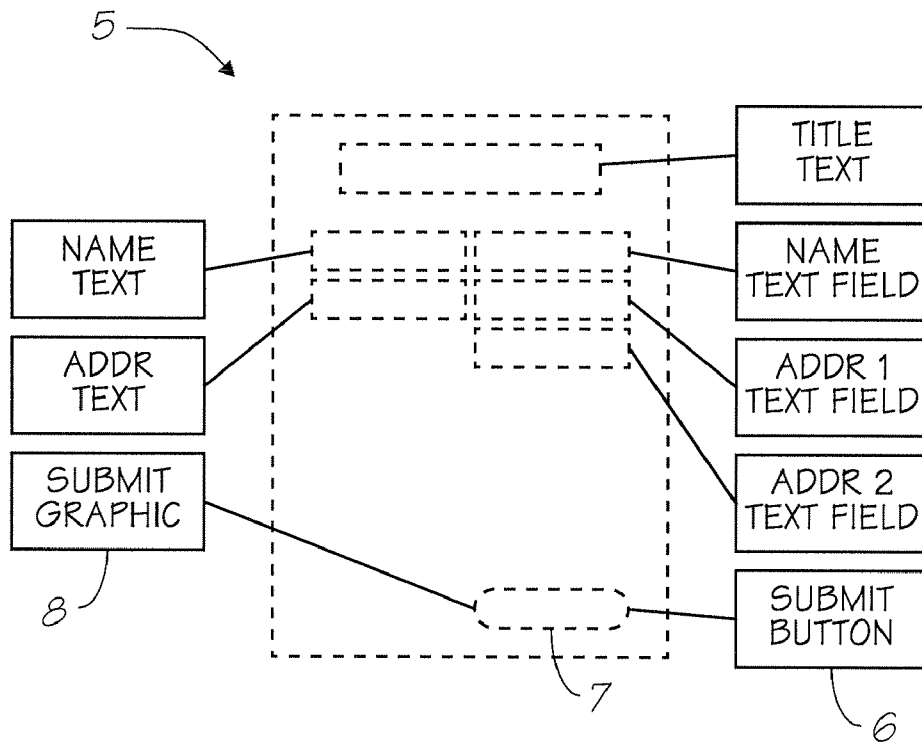 5
TITLE
TEXT
NAME
TEXT
NAME
TEXT FIELD
ADDR
TEXT
ADDR 1
TEXT FIELD
SUBMIT
GRAPHIC
ADDR 2
TEXT FIELD
SUBMIT
BUTTON
8
7
6